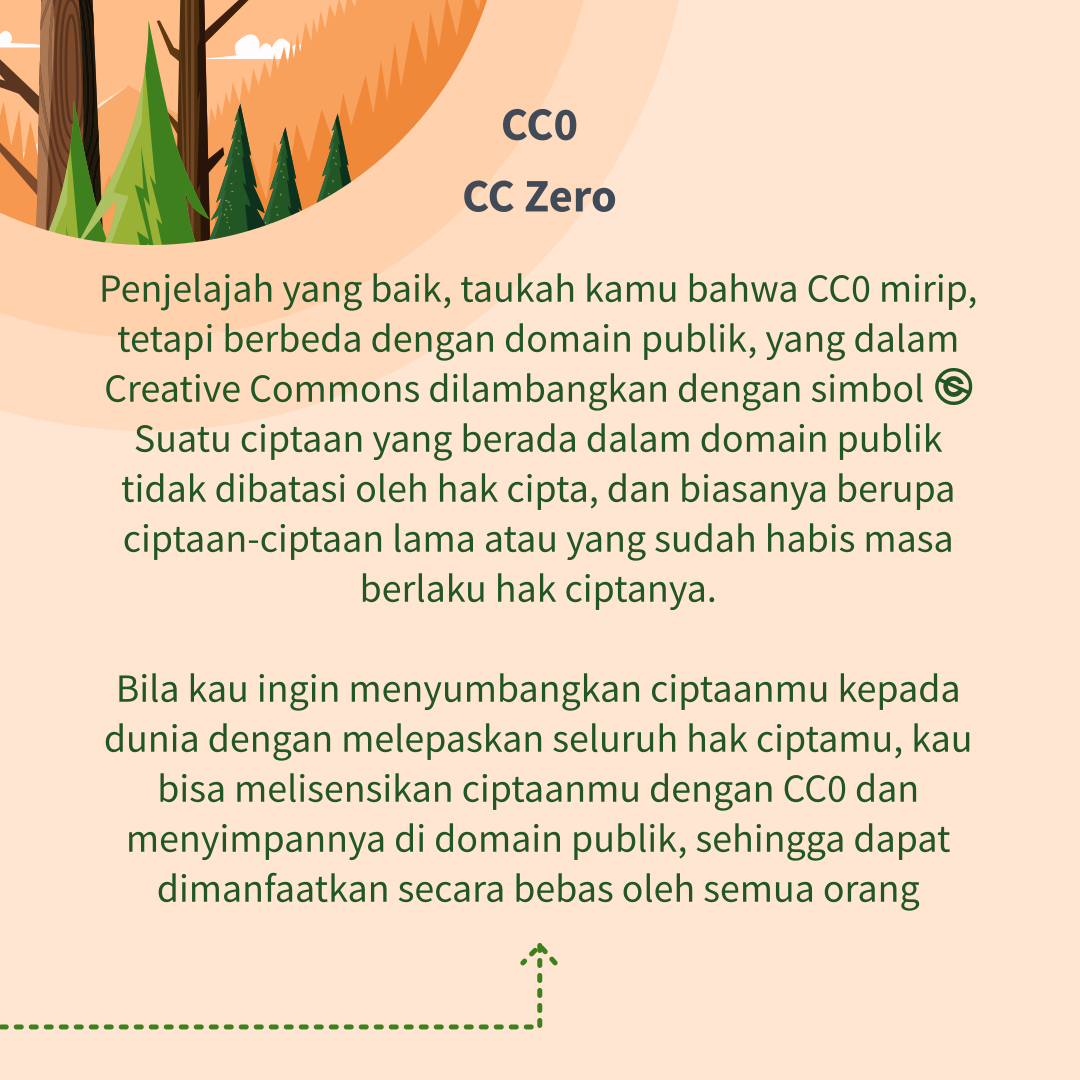 CC0
CC Zero
Penjelajah yang baik, taukah kamu bahwa CC0 mirip,
tetapi berbeda dengan domain publik, yang dalam
Creative Commons dilambangkan dengan simbol
Suatu ciptaan yang berada dalam domain publik
tidak dibatasi oleh hak cipta, dan biasanya berupa
ciptaan-ciptaan lama atau yang sudah habis masa
berlaku hak ciptanya.
Bila kau ingin menyumbangkan ciptaanmu kepada
dunia dengan melepaskan seluruh hak ciptamu, kau
bisa melisensikan ciptaanmu dengan CC0 dan
menyimpannya di domain publik, sehingga dapat
dimanfaatkan secara bebas oleh semua orang